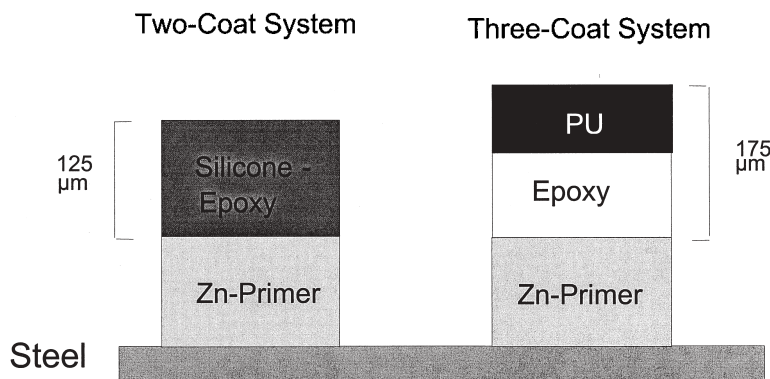 Two-Coat System
Three-Coat System
125
µm
Silicone -
Epoxy
Zn-Primer
PU
Epoxy
Zn-Primer
175
µm
Steel